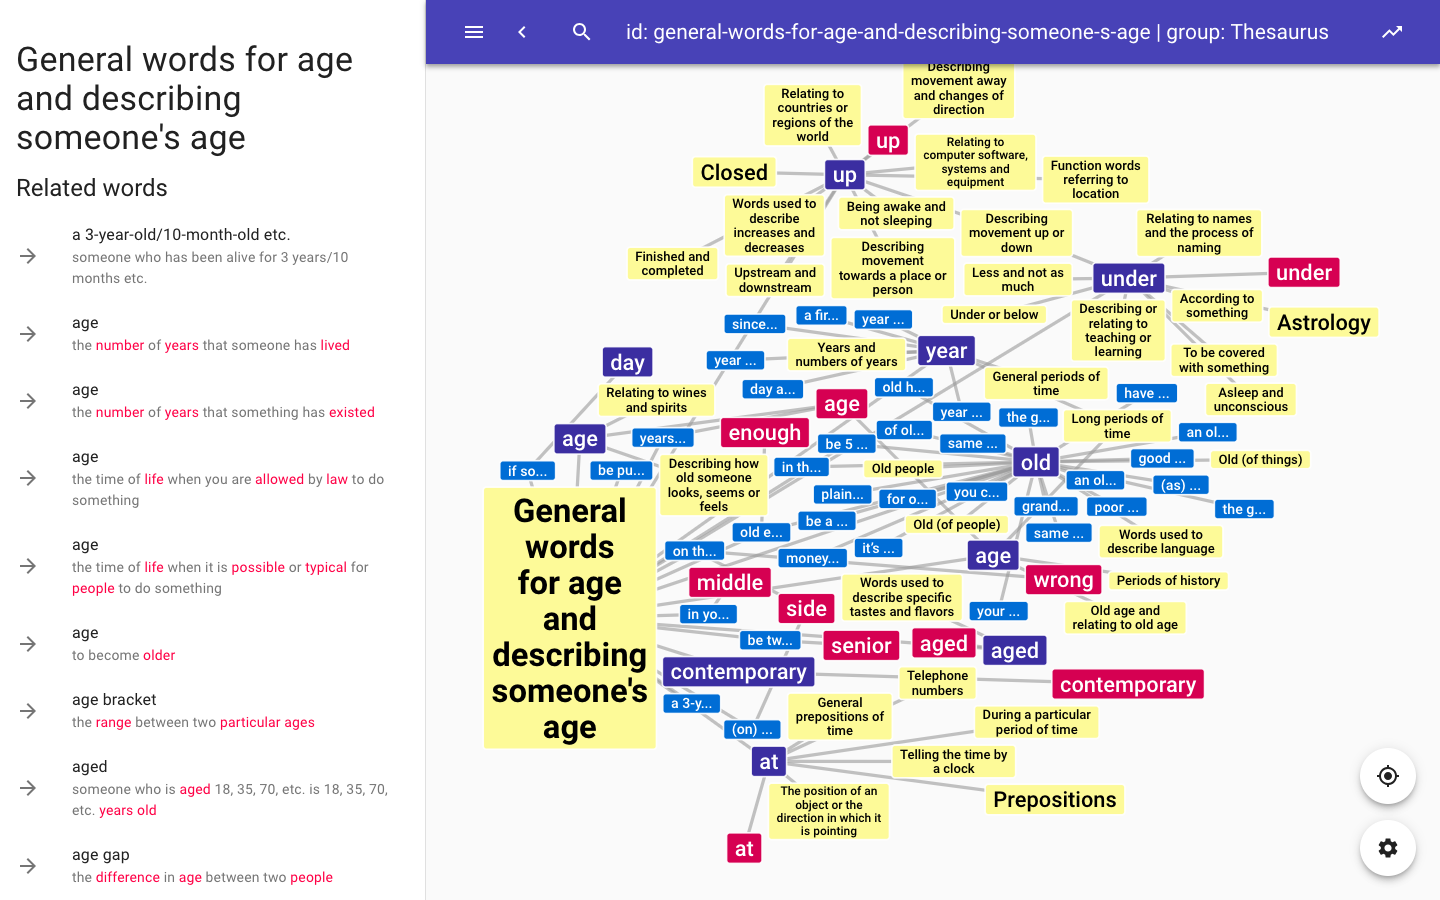 General words for age
and describing
someone's age
Related words
a 3-year-old/10-month-old etc.
someone who has been alive for 3 years/10
months etc.
age
the number of years that someone has lived
age
the number of years that something has existed
age
the time of life when you are allowed by law to do
something
age
the time of life when it is possible or typical for
people to do something
age
to become older
age bracket
the range between two particular ages
aged
someone who is aged 18, 35, 70, etc. is 18, 35, 70,
etc. years old
age gap
the difference in age between two people
id: general-words-for-age-and-describing-someone-s-age | group: Thesaurus
Describing
movement away
and changes of
direction
Relating to
countries or
regions of the
world
up
Relating to
computer software,
systems and
equipment
Function words
referring to
location
Closed
up
Words used to
describe
increases and
decreases
Being awake and
not sleeping
Describing
movement up or
down
Relating to names
and the process of
naming
Finished and
completed
Describing
movement
towards a place or
person
Upstream and
downstream
Less and not as
much
under
under
According to
something
Under or below
Describing or
relating to
teaching or
learning
Astrology
since...
a fir...
year ...
day
year ...
Years and
numbers of years
year
To be covered
with something
General periods of
time
Relating to wines
and spirits
day a...
old h...
have ...
Asleep and
unconscious
age
year ...
the g...
Long periods of
time
age
years...
enough
of ol...
be 5 ...
same ...
an ol...
if so...
be pu...
Describing how
old someone
looks, seems or
feels
in th...
Old people
old
good ...
Old (of things)
an ol...
(as) ...
plain...
for o...
you c...
grand...
poor ...
the g...
General
words
for age
and
describing
someone's
age
old e...
be a ...
Old (of people)
same ...
Words used to
describe language
on th...
money...
it's ...
age
middle
wrong
Periods of history
Words used to
describe specific
tastes and flavors
side
in yo...
your ...
Old age and
relating to old age
be tw...
senior
aged
aged
contemporary
Telephone
numbers
contemporary
a 3-y...
General
prepositions of
time
During a particular
period of time
(on) ...
at
Telling the time by
a clock
The position of an
object or the
direction in which it
is pointing
Prepositions
at